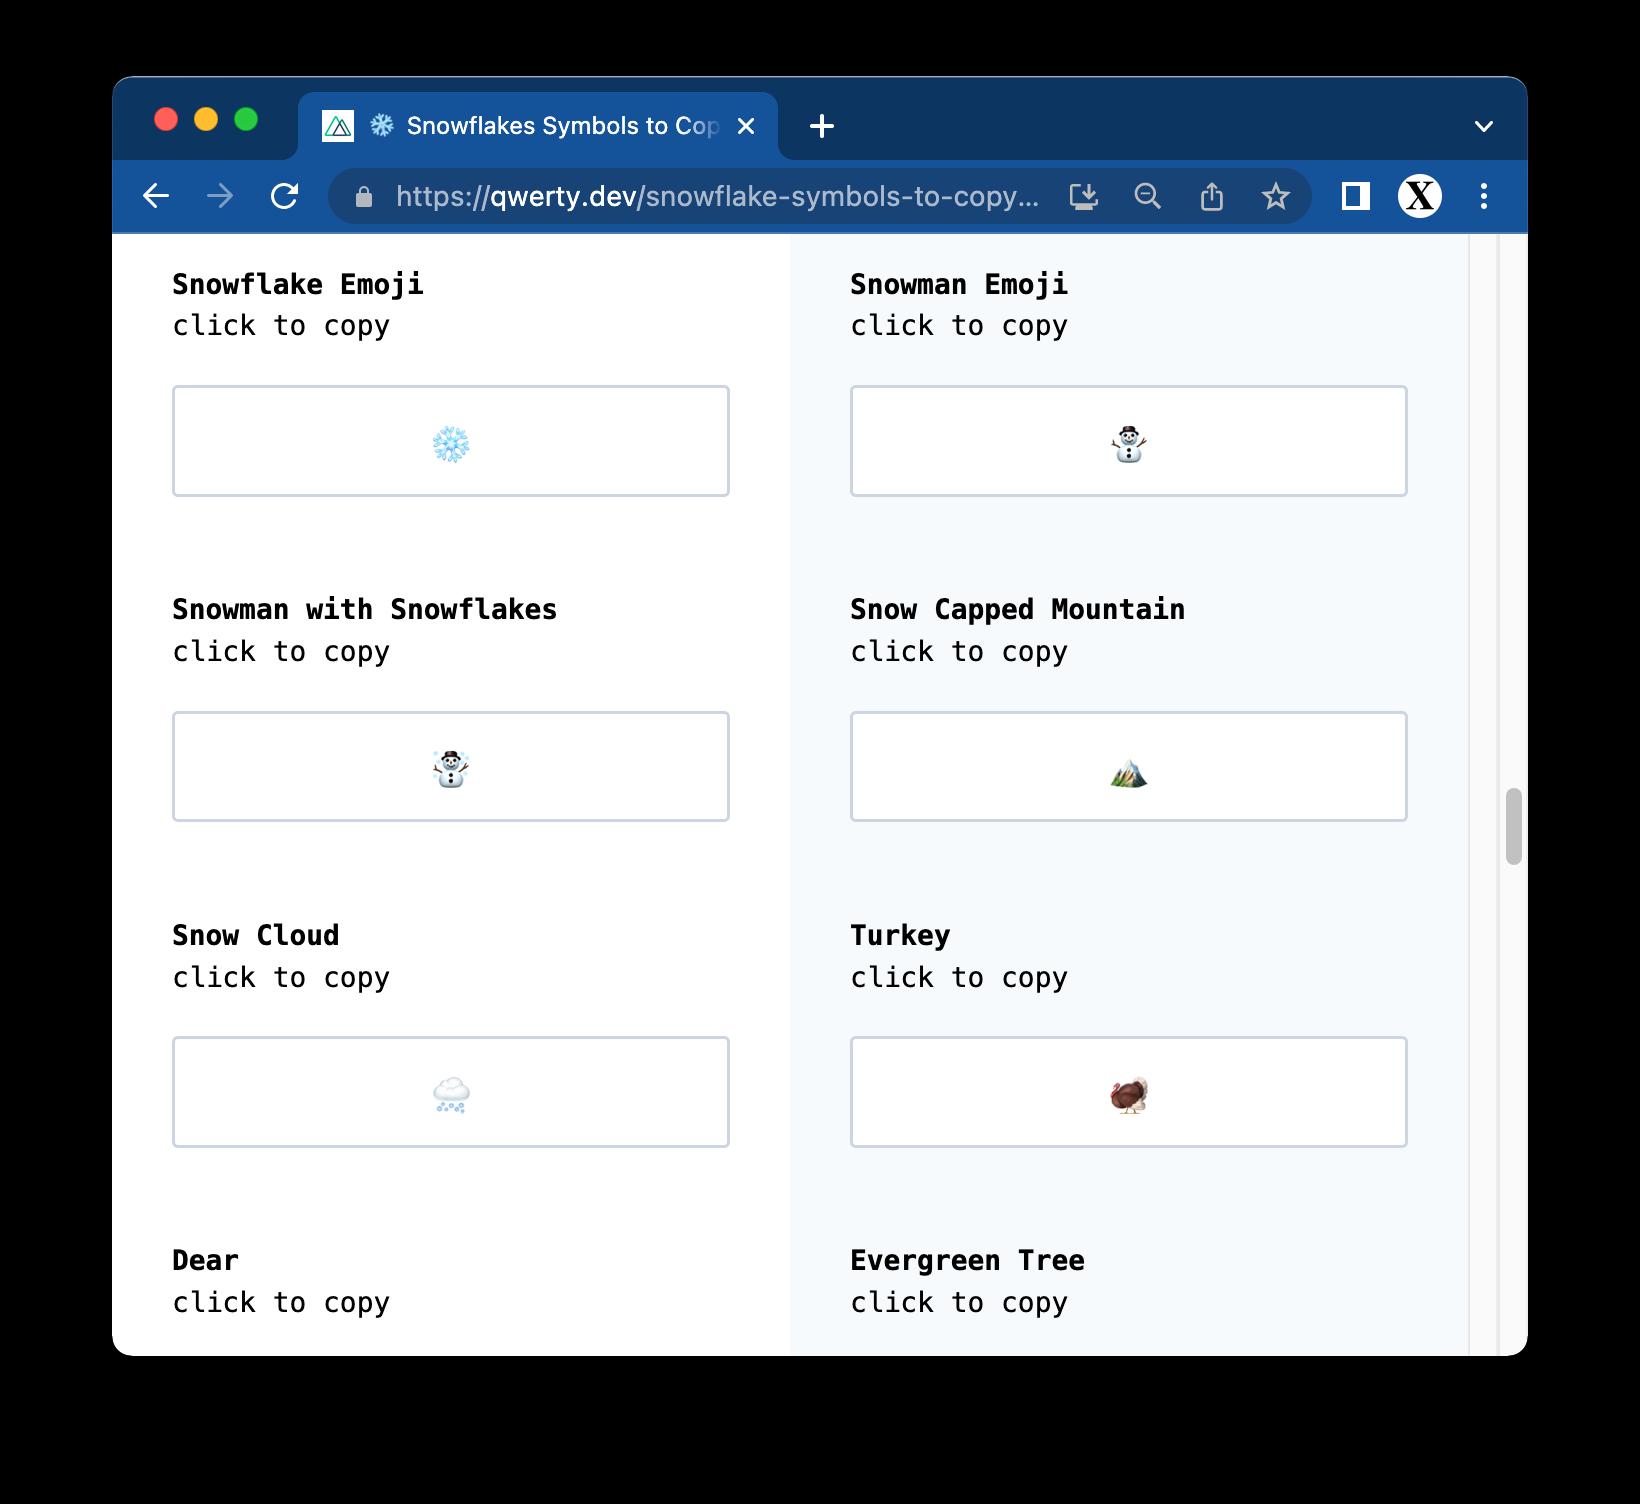 ❄️ Snowflakes Symbols to Cop
https://qwerty.dev/snowflake-symbols-to-copy...
X
Snowflake Emoji
click to copy
Snowman Emoji
click to copy
Snowman with Snowflakes
click to copy
Snow Capped Mountain
click to copy
Snow Cloud
click to copy
Turkey
click to copy
Dear
click to copy
Evergreen Tree
click to copy